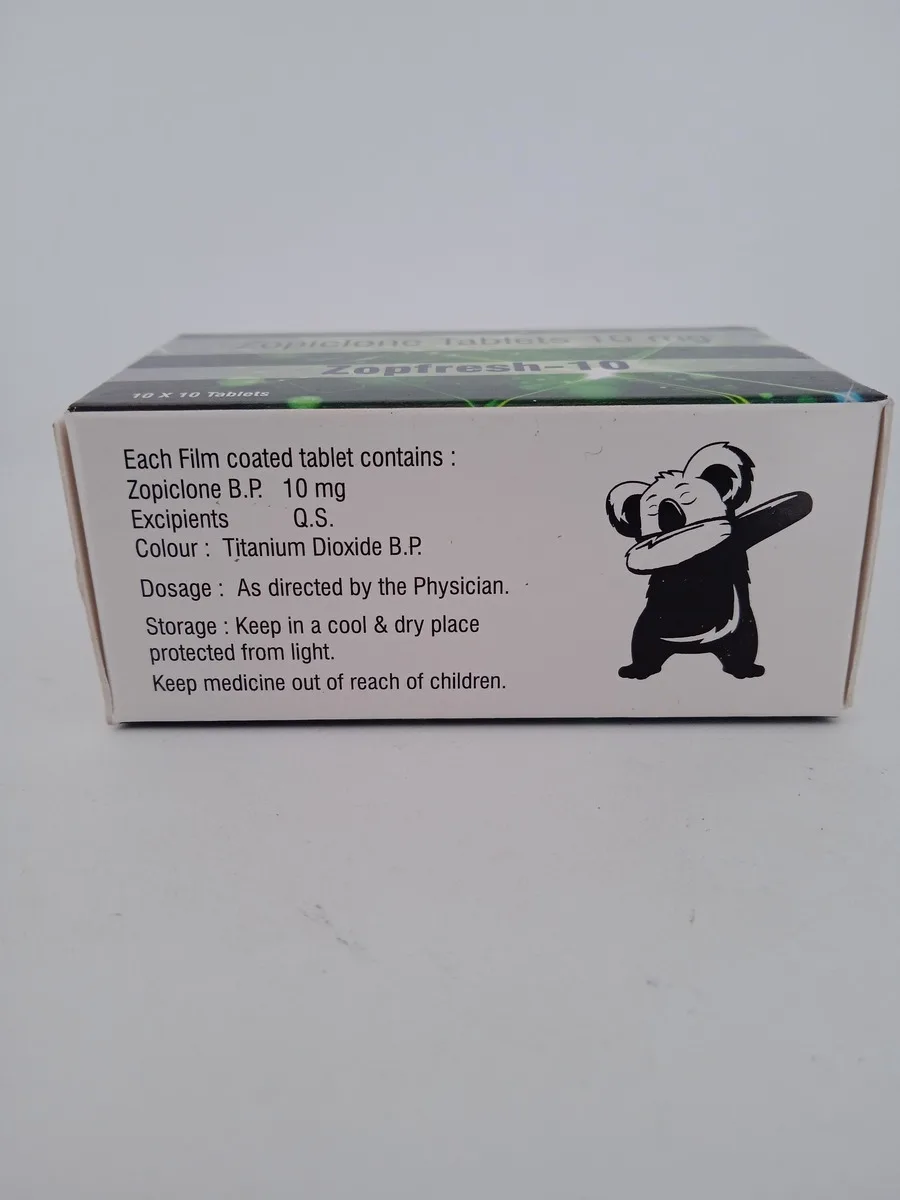 Zopiclone Tablets 10 mg
Zopfresh-10
10 X 10 Tablets
Each Film coated tablet contains :
Zopiclone B.P. 10 mg
Excipients Q.S.
Colour : Titanium Dioxide B.P.
Dosage : As directed by the Physician.
Storage : Keep in a cool & dry place
protected from light.
Keep medicine out of reach of children.